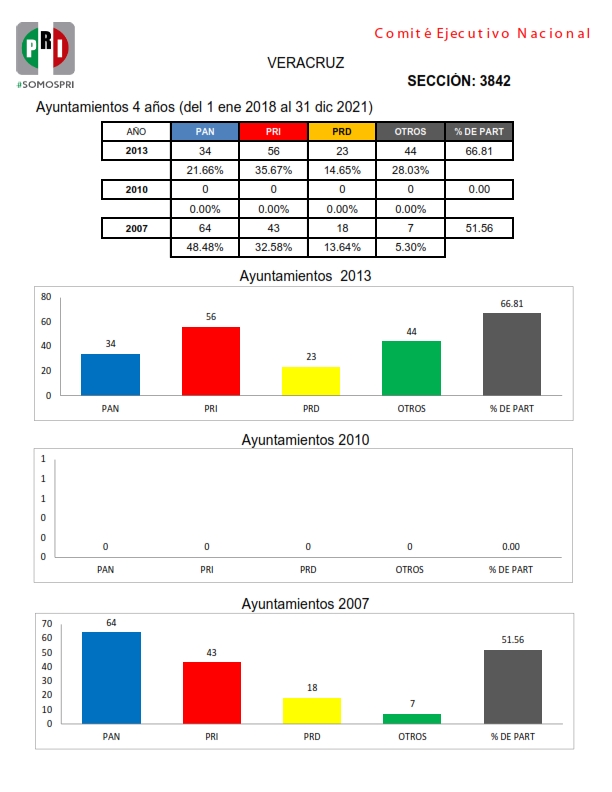 Comité Ejecutivo Nacional
PRI
#SOMOSPRI
VERACRUZ
SECCIÓN: 3842
Ayuntamientos 4 años (del 1 ene 2018 al 31 dic 2021)
AÑO PAN PRI PRD OTROS % DE PART
2013 34 56 23 44 66.81
21.66% 35.67% 14.65% 28.03%
2010 0 0 0 0 0.00
0.00% 0.00% 0.00% 0.00%
2007 64 43 18 7 51.56
48.48% 32.58% 13.64% 5.30%
Ayuntamientos 2013
80
60
40
20
0
34 56 23 44 66.81
PAN PRI PRD OTROS % DE PART
Ayuntamientos 2010
1
1
1
0
0
0
0 0 0 0 0.00
PAN PRI PRD OTROS % DE PART
Ayuntamientos 2007
70
60
50
40
30
20
10
0
64 43 18 7 51.56
PAN PRI PRD OTROS % DE PART